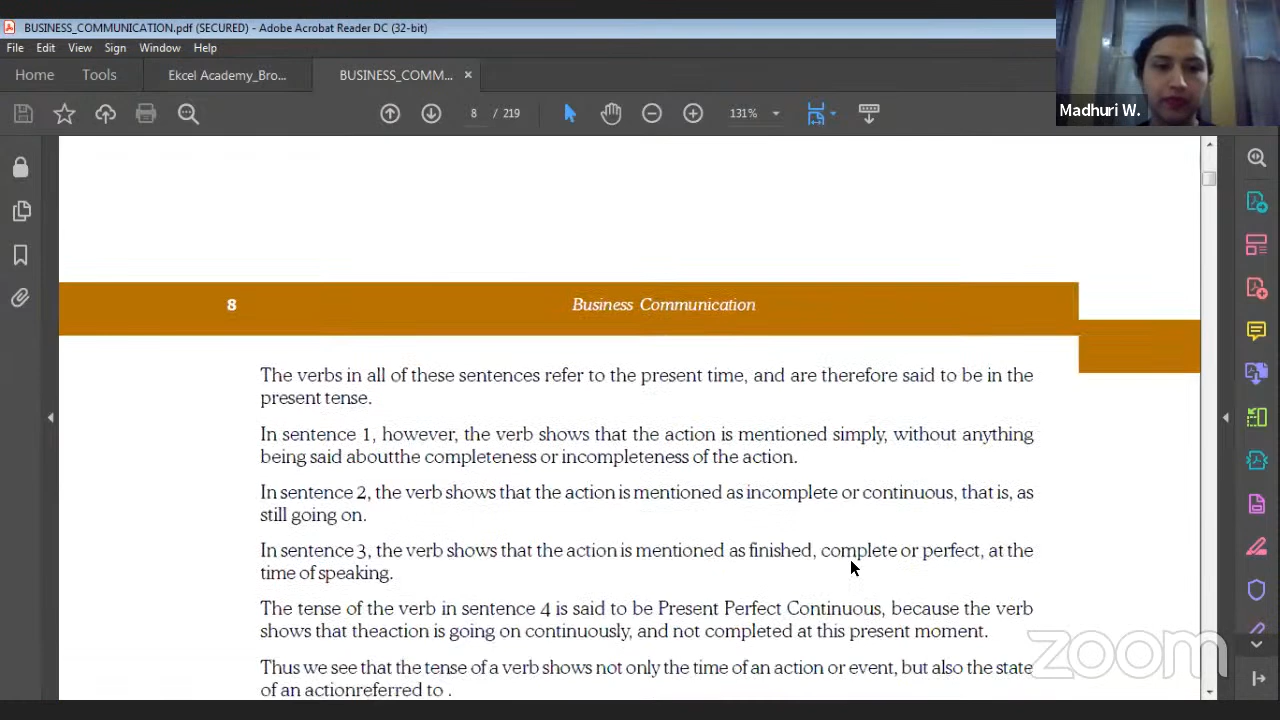 BUSINESS_COMMUNICATION.pdf (SECURED) - Adobe Acrobat Reader DC (32-bit)
File Edit View Sign Window Help
Home Tools Ekcel Academy_Bro... BUSINESS_COMM... ×
8 / 219 131%
Madhuri W.
8 Business Communication
The verbs in all of these sentences refer to the present time, and are therefore said to be in the
present tense.
In sentence 1, however, the verb shows that the action is mentioned simply, without anything
being said aboutthe completeness or incompleteness of the action.
In sentence 2, the verb shows that the action is mentioned as incomplete or continuous, that is, as
still going on.
In sentence 3, the verb shows that the action is mentioned as finished, complete or perfect, at the
time of speaking.
The tense of the verb in sentence 4 is said to be Present Perfect Continuous, because the verb
shows that theaction is going on continuously, and not completed at this present moment.
Thus we see that the tense of a verb shows not only the time of an action or event, but also the state
of an actionreferred to .
zoom